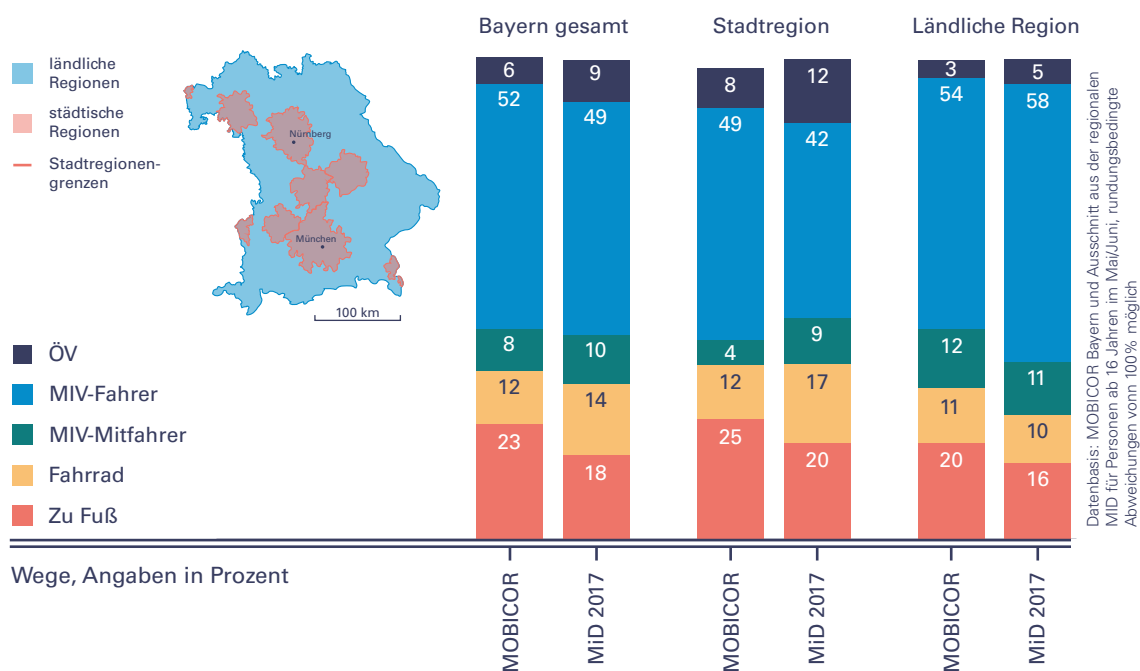 Bayern gesamt
Stadtregion
Ländliche Region
ländliche
Regionen
städtische
Regionen
Stadtregionen-
grenzen
Nürnberg
München
100 km
6
52
8
12
23
9
49
10
14
18
8
49
4
12
25
12
42
9
17
20
3
54
12
11
20
5
58
11
10
16
ÖV
MIV-Fahrer
MIV-Mitfahrer
Fahrrad
Zu Fuß
Wege, Angaben in Prozent
MOBICOR
MiD 2017
MOBICOR
MiD 2017
MOBICOR
MiD 2017
Datenbasis: MOBICOR Bayern und Ausschnitt aus der regionalen
MID für Personen ab 16 Jahren im Mai/Juni, rundungsbedingte
Abweichungen vonn 100% möglich